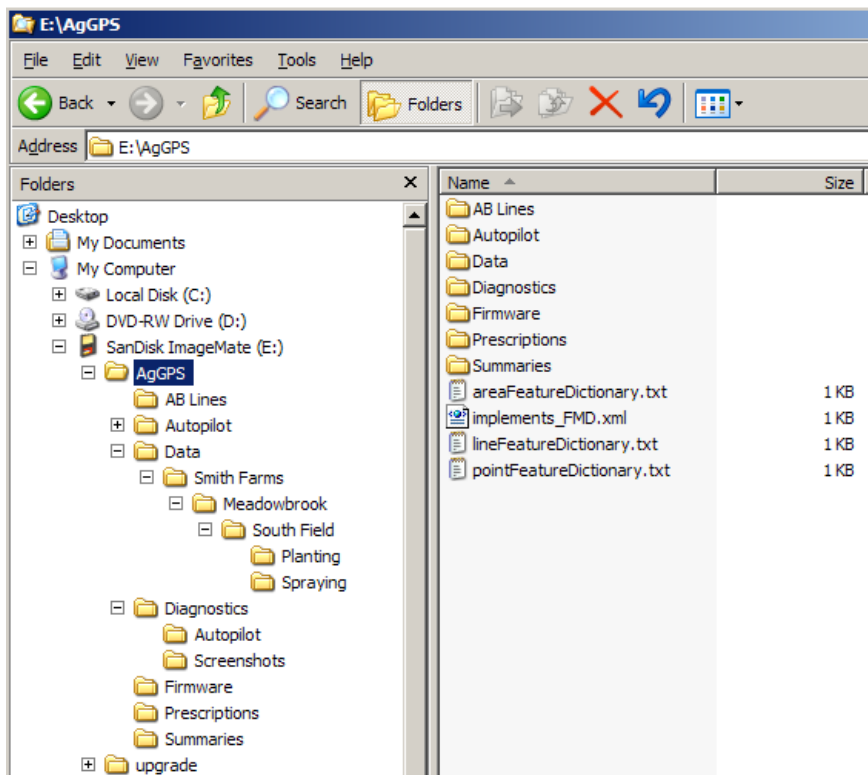 E:\AgGPS
File Edit View Favorites Tools Help
Back Search Folders
Address E:\AgGPS
Folders
Desktop
My Documents
My Computer
Local Disk (C:)
DVD-RW Drive (D:)
SanDisk ImageMate (E:)
AgGPS
AB Lines
Autopilot
Data
Smith Farms
Meadowbrook
South Field
Planting
Spraying
Diagnostics
Autopilot
Screenshots
Firmware
Prescriptions
Summaries
upgrade
Name Size
AB Lines
Autopilot
Data
Diagnostics
Firmware
Prescriptions
Summaries
areaFeatureDictionary.txt 1 KB
implements_FMD.xml 1 KB
lineFeatureDictionary.txt 1 KB
pointFeatureDictionary.txt 1 KB